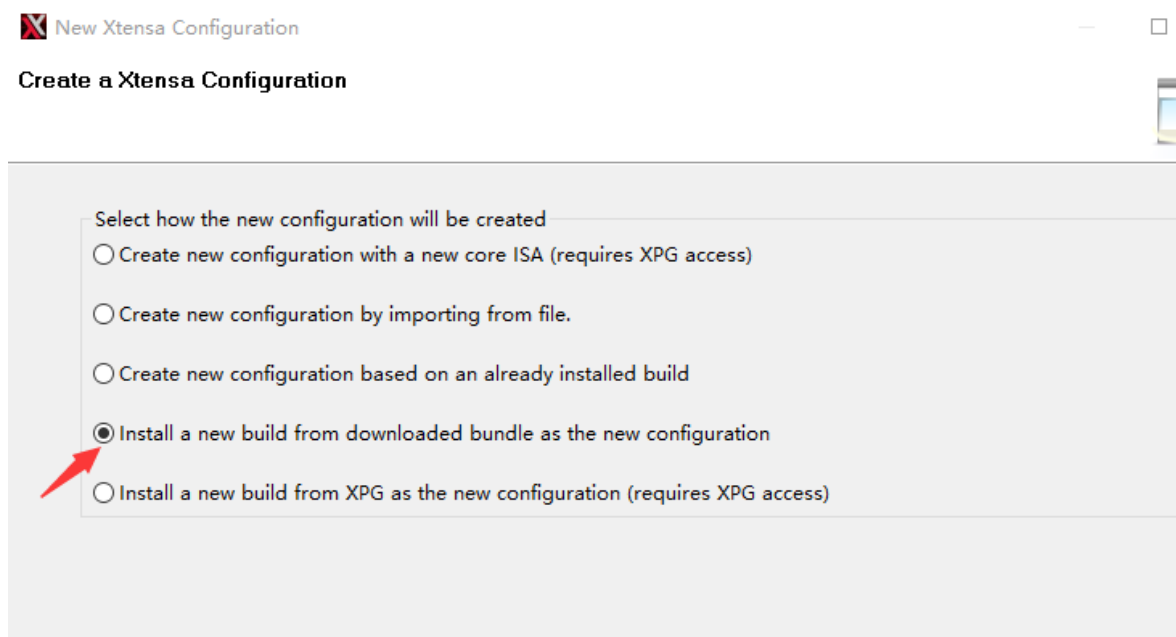 New Xtensa Configuration
Create a Xtensa Configuration
Select how the new configuration will be created
Create new configuration with a new core ISA (requires XPG access)
Create new configuration by importing from file.
Create new configuration based on an already installed build
Install a new build from downloaded bundle as the new configuration
Install a new build from XPG as the new configuration (requires XPG access)